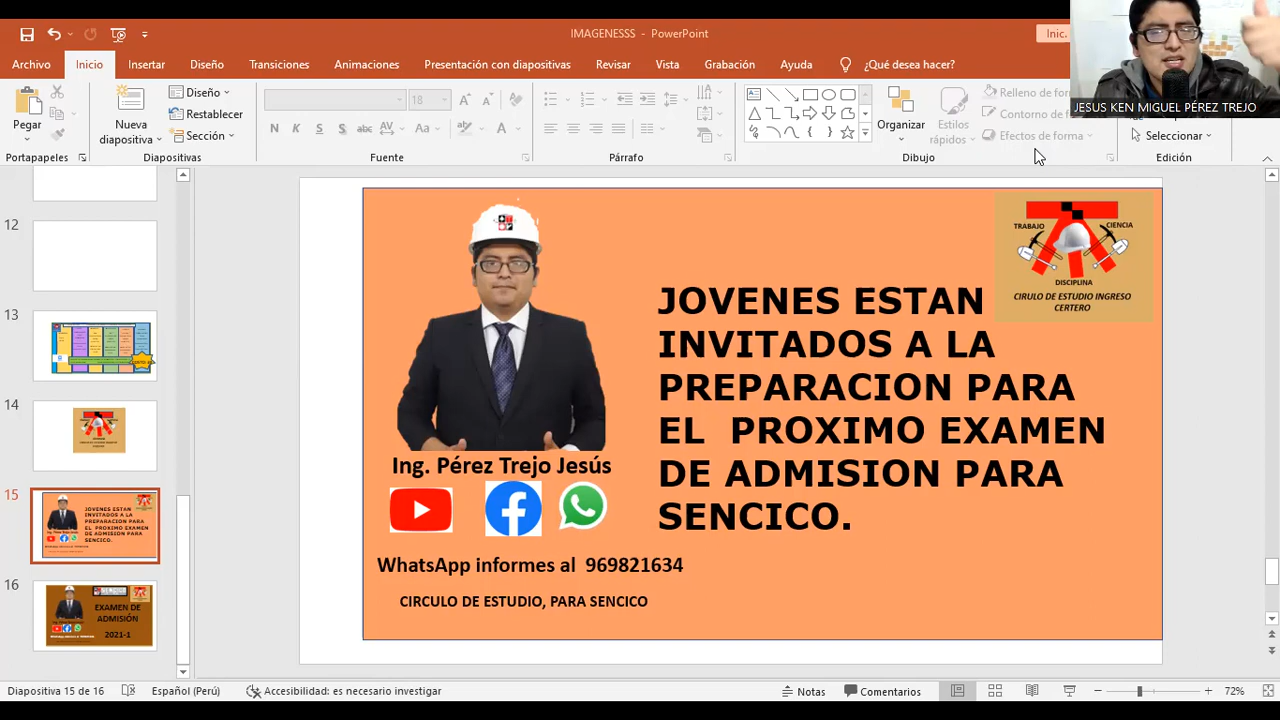 IMAGENESSS - PowerPoint
Inic.
Archivo Inicio Insertar Diseño Transiciones Animaciones Presentación con diapositivas Revisar Vista Grabación Ayuda ¿Qué desea hacer?
JESUS KEN MIGUEL PÉREZ TREJO
Pegar
Nueva diapositiva
Diseño
Restablecer
Sección
18
N K S S abc AV Aa A
Organizar
Estilos rápidos
Relleno de
Contorno de
Efectos de forma
Seleccionar
Portapapeles Diapositivas Fuente Párrafo Dibujo Edición
12
13
14
15
16
EXAMEN DE
ADMISIÓN
2021-1
TRABAJO CIENCIA
DISCIPLINA
CIRULO DE ESTUDIO INGRESO
CERTERO
JOVENES ESTAN
INVITADOS A LA
PREPARACION PARA
EL PROXIMO EXAMEN
DE ADMISION PARA
SENCICO.
Ing. Pérez Trejo Jesús
WhatsApp informes al 969821634
CIRCULO DE ESTUDIO, PARA SENCICO
Diapositiva 15 de 16 Español (Perú) Accesibilidad: es necesario investigar Notas Comentarios 72%